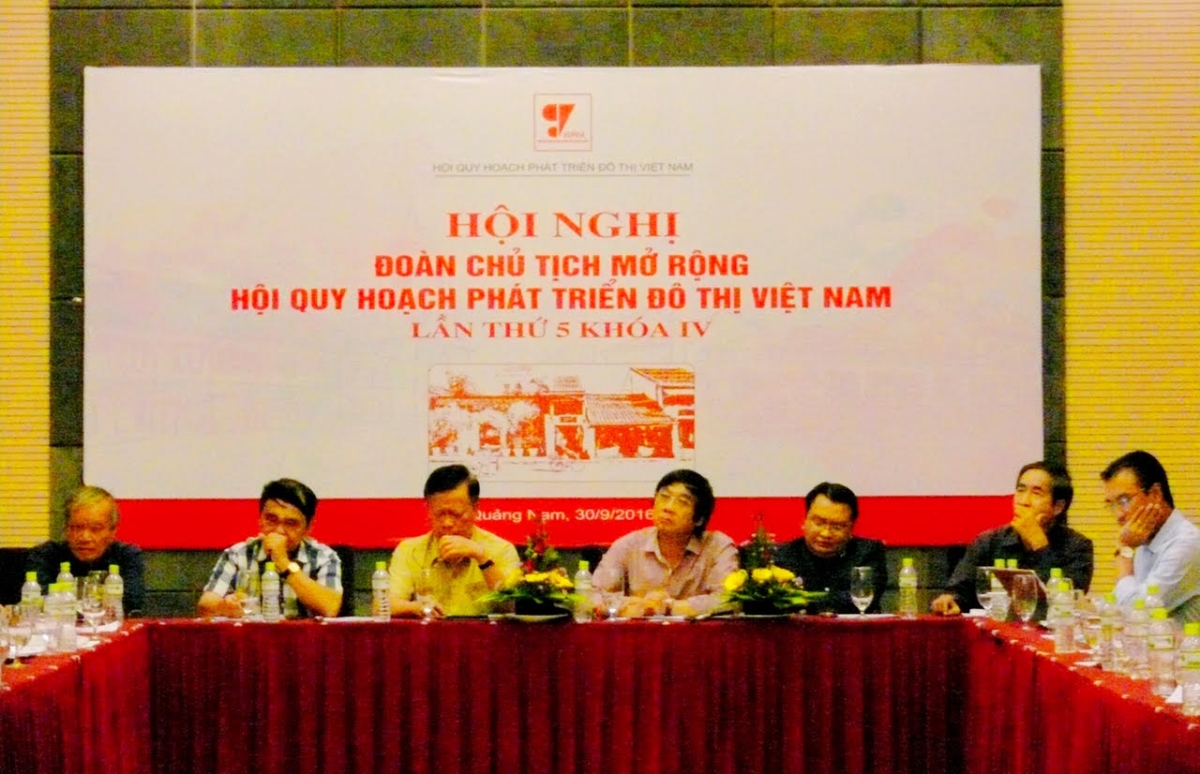 HỘI QUY HOẠCH PHÁT TRIỂN ĐÔ THỊ VIỆT NAM
HỘI NGHỊ
ĐOÀN CHỦ TỊCH MỞ RỘNG
HỘI QUY HOẠCH PHÁT TRIỂN ĐÔ THỊ VIỆT NAM
LẦN THỨ 5 KHÓA IV
Quảng Nam, 30/9/2016